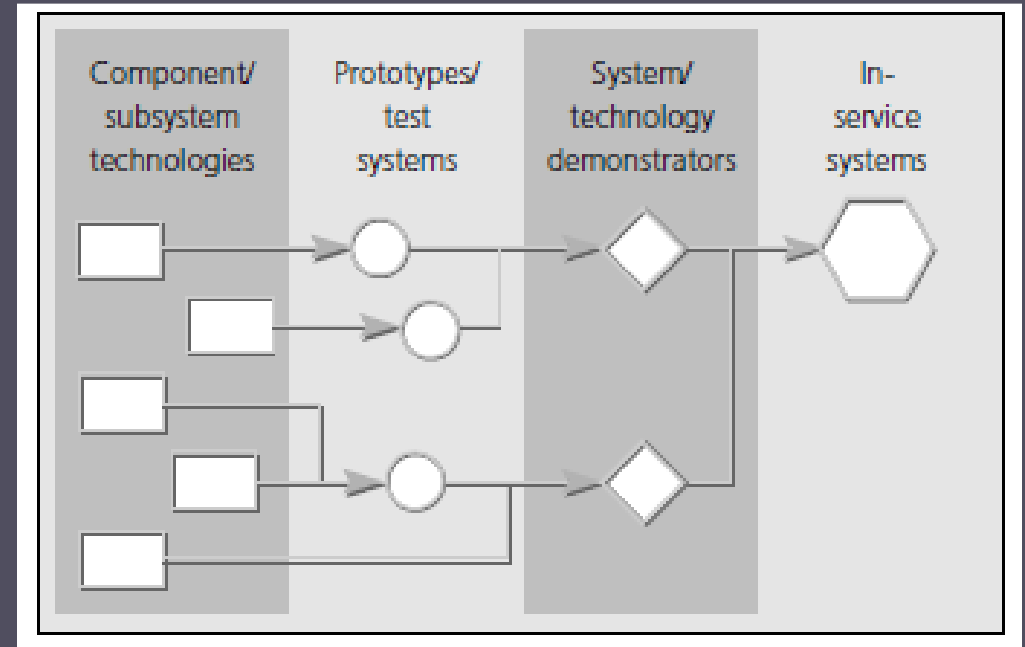 Component/
subsystem
technologies
Prototypes/
test
systems
System/
technology
demonstrators
In-
service
systems